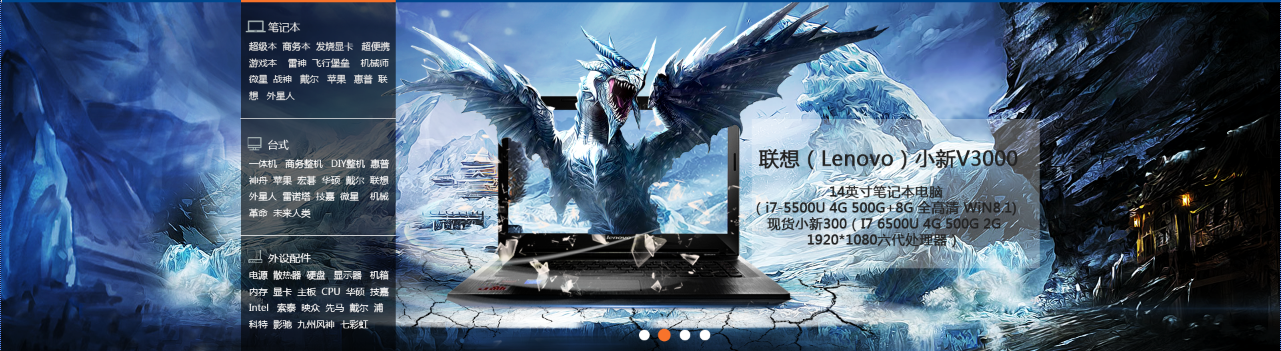 笔记本
超级本 商务本 发烧显卡 超便携
游戏本 雷神 飞行堡垒 机械师
微星 战神 戴尔 苹果 惠普 联
想 外星人
台式
一体机 商务整机 DIY整机 惠普
神舟 苹果 宏碁 华硕 戴尔 联想
外星人 雷诺塔 技嘉 微星 机械
革命 未来人类
外设配件
电源 散热器 硬盘 显示器 机箱
内存 显卡 主板 CPU 华硕 技嘉
Intel 索泰 映众 先马 戴尔 浦
科特 影驰 九州风神 七彩虹
联想（Lenovo）小新V3000
14英寸笔记本电脑
( i7-5500U 4G 500G+8G 全高清 WIN8.1)
现货小新300（ I7 6500U 4G 500G 2G
1920*1080六代处理器 ）
lenovo